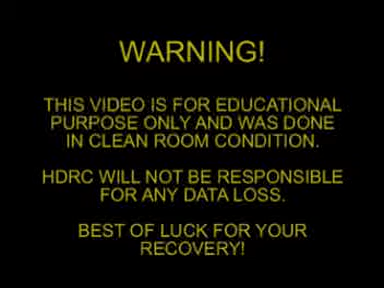 WARNING!
THIS VIDEO IS FOR EDUCATIONAL
PURPOSE ONLY AND WAS DONE
IN CLEAN ROOM CONDITION.
HDRC WILL NOT BE RESPONSIBLE
FOR ANY DATA LOSS.
BEST OF LUCK FOR YOUR
RECOVERY!